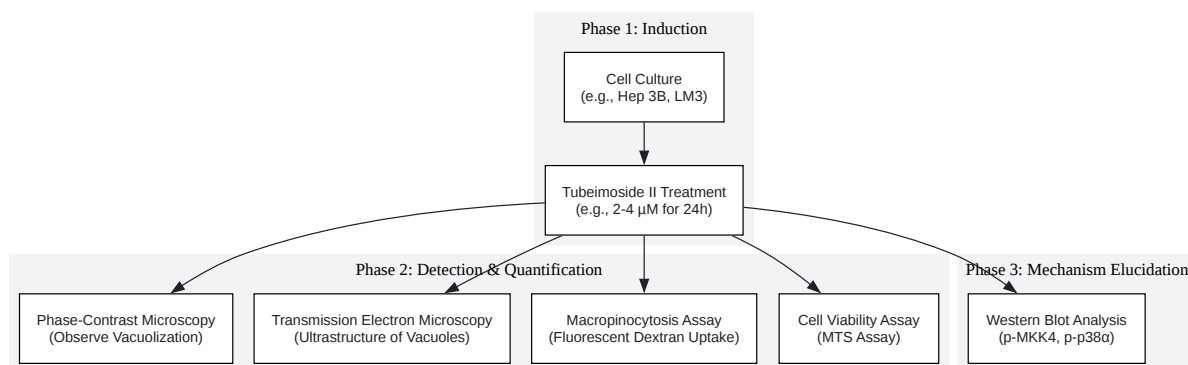 Phase 1: Induction
Cell Culture
(e.g., Hep 3B, LM3)
Tubeimoside II Treatment
(e.g., 2-4 µM for 24h)
Phase 2: Detection & Quantification
Phase-Contrast Microscopy
(Observe Vacuolization)
Transmission Electron Microscopy
(Ultrastructure of Vacuoles)
Macropinocytosis Assay
(Fluorescent Dextran Uptake)
Cell Viability Assay
(MTS Assay)
Phase 3: Mechanism Elucidation
Western Blot Analysis
(p-MKK4, p-p38α)